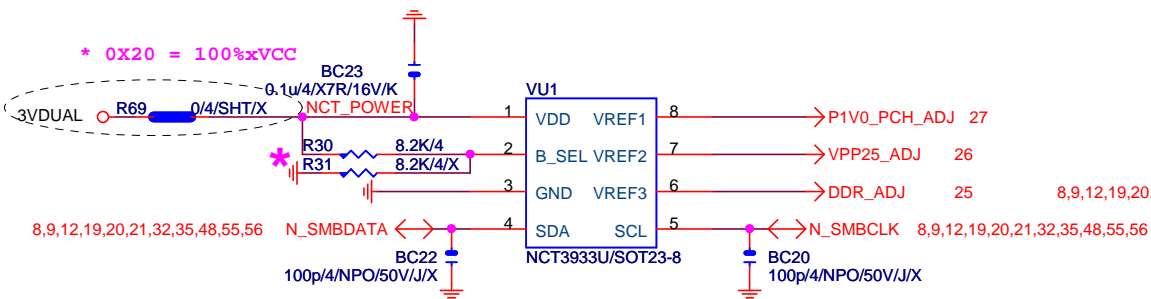 * 0X20 = 100%xVCC
BC23
0.1u/4/X7R/16V/K
VU1
3VDUAL
R69
0/4/SHT/X
NCT_POWER
1
VDD
VREF1
8
P1V0_PCH_ADJ
27
*
R30
8.2K/4
2
B_SEL
VREF2
7
VPP25_ADJ
26
R31
8.2K/4/X
3
GND
VREF3
6
DDR_ADJ
25
8,9,12,19,20
8,9,12,19,20,21,32,35,48,55,56
N_SMBDATA
4
SDA
SCL
5
N_SMBCLK
8,9,12,19,20,21,32,35,48,55,56
BC22
100p/4/NPO/50V/J/X
NCT3933U/SOT23-8
BC20
100p/4/NPO/50V/J/X